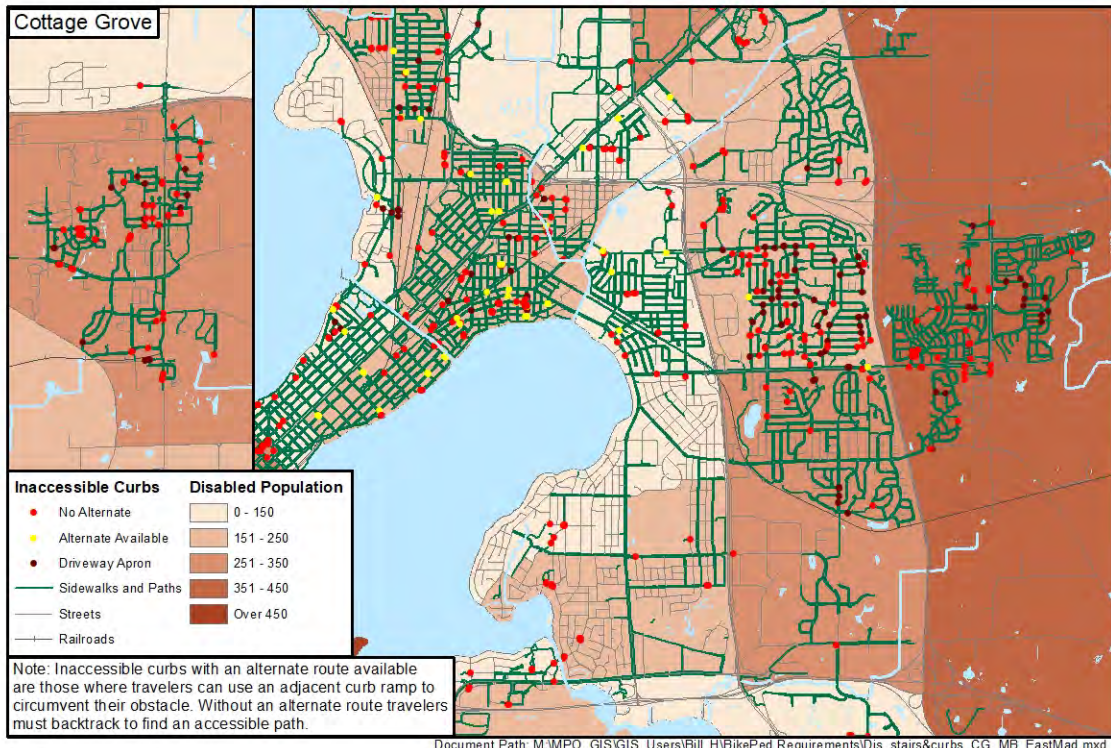 Cottage Grove
Inaccessible Curbs
No Alternate
Alternate Available
Driveway Apron
Sidewalks and Paths
Streets
Railroads
Disabled Population
0 - 150
151 - 250
251 - 350
351 - 450
Over 450
Note: Inaccessible curbs with an alternate route available
are those where travelers can use an adjacent curb ramp to
circumvent their obstacle. Without an alternate route travelers
must backtrack to find an accessible path.
Document Path: M:\MPO_GIS\GIS_Users\Bill_H\BikePed Requirements\Dis_stairs&curbs_CG_MB_EastMad.mxd